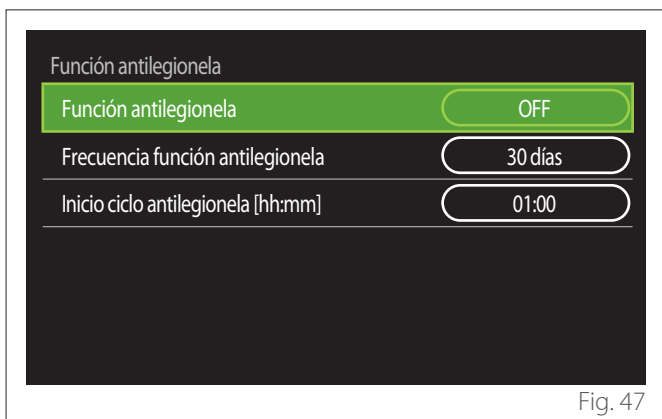 Función antilegionela
Función antilegionela OFF
Frecuencia función antilegionela 30 días
Inicio ciclo antilegionela [hh:mm] 01:00
Fig. 47